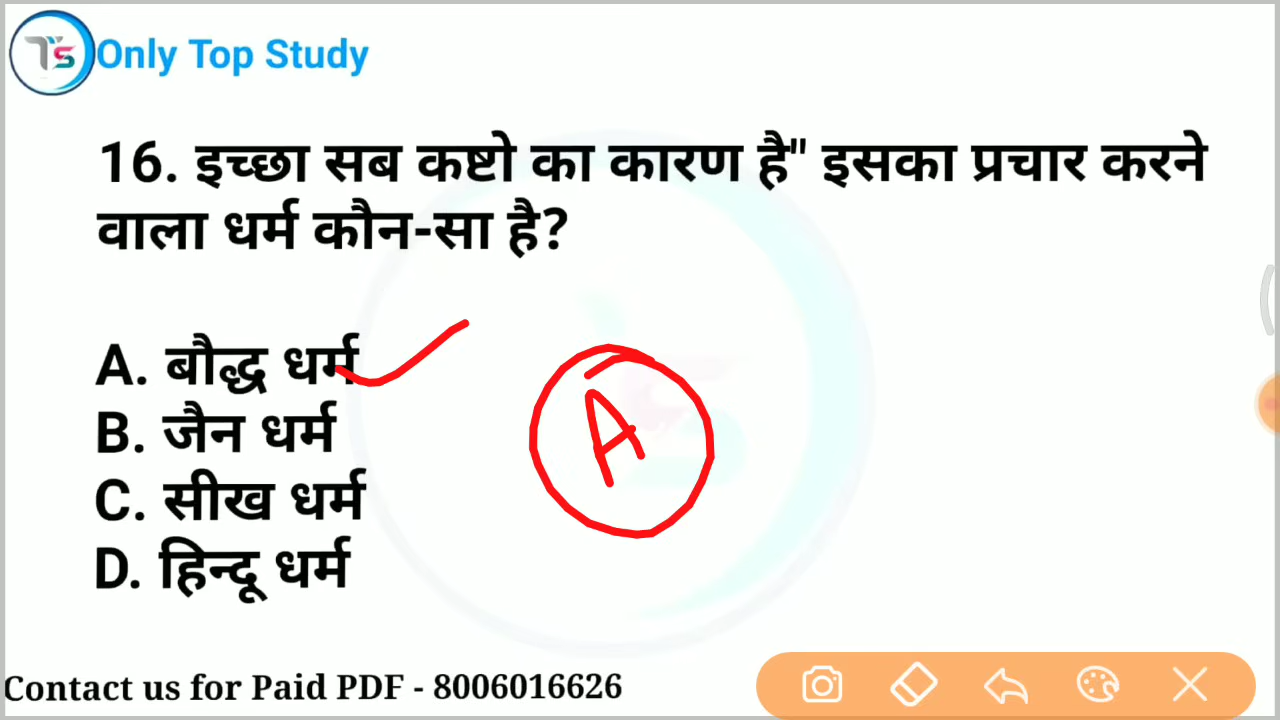 TS Only Top Study
16. इच्छा सब कष्टो का कारण है" इसका प्रचार करने
वाला धर्म कौन-सा है?
A. बौद्ध धर्म
B. जैन धर्म
C. सीख धर्म
D. हिन्दू धर्म
A
Contact us for Paid PDF - 8006016626